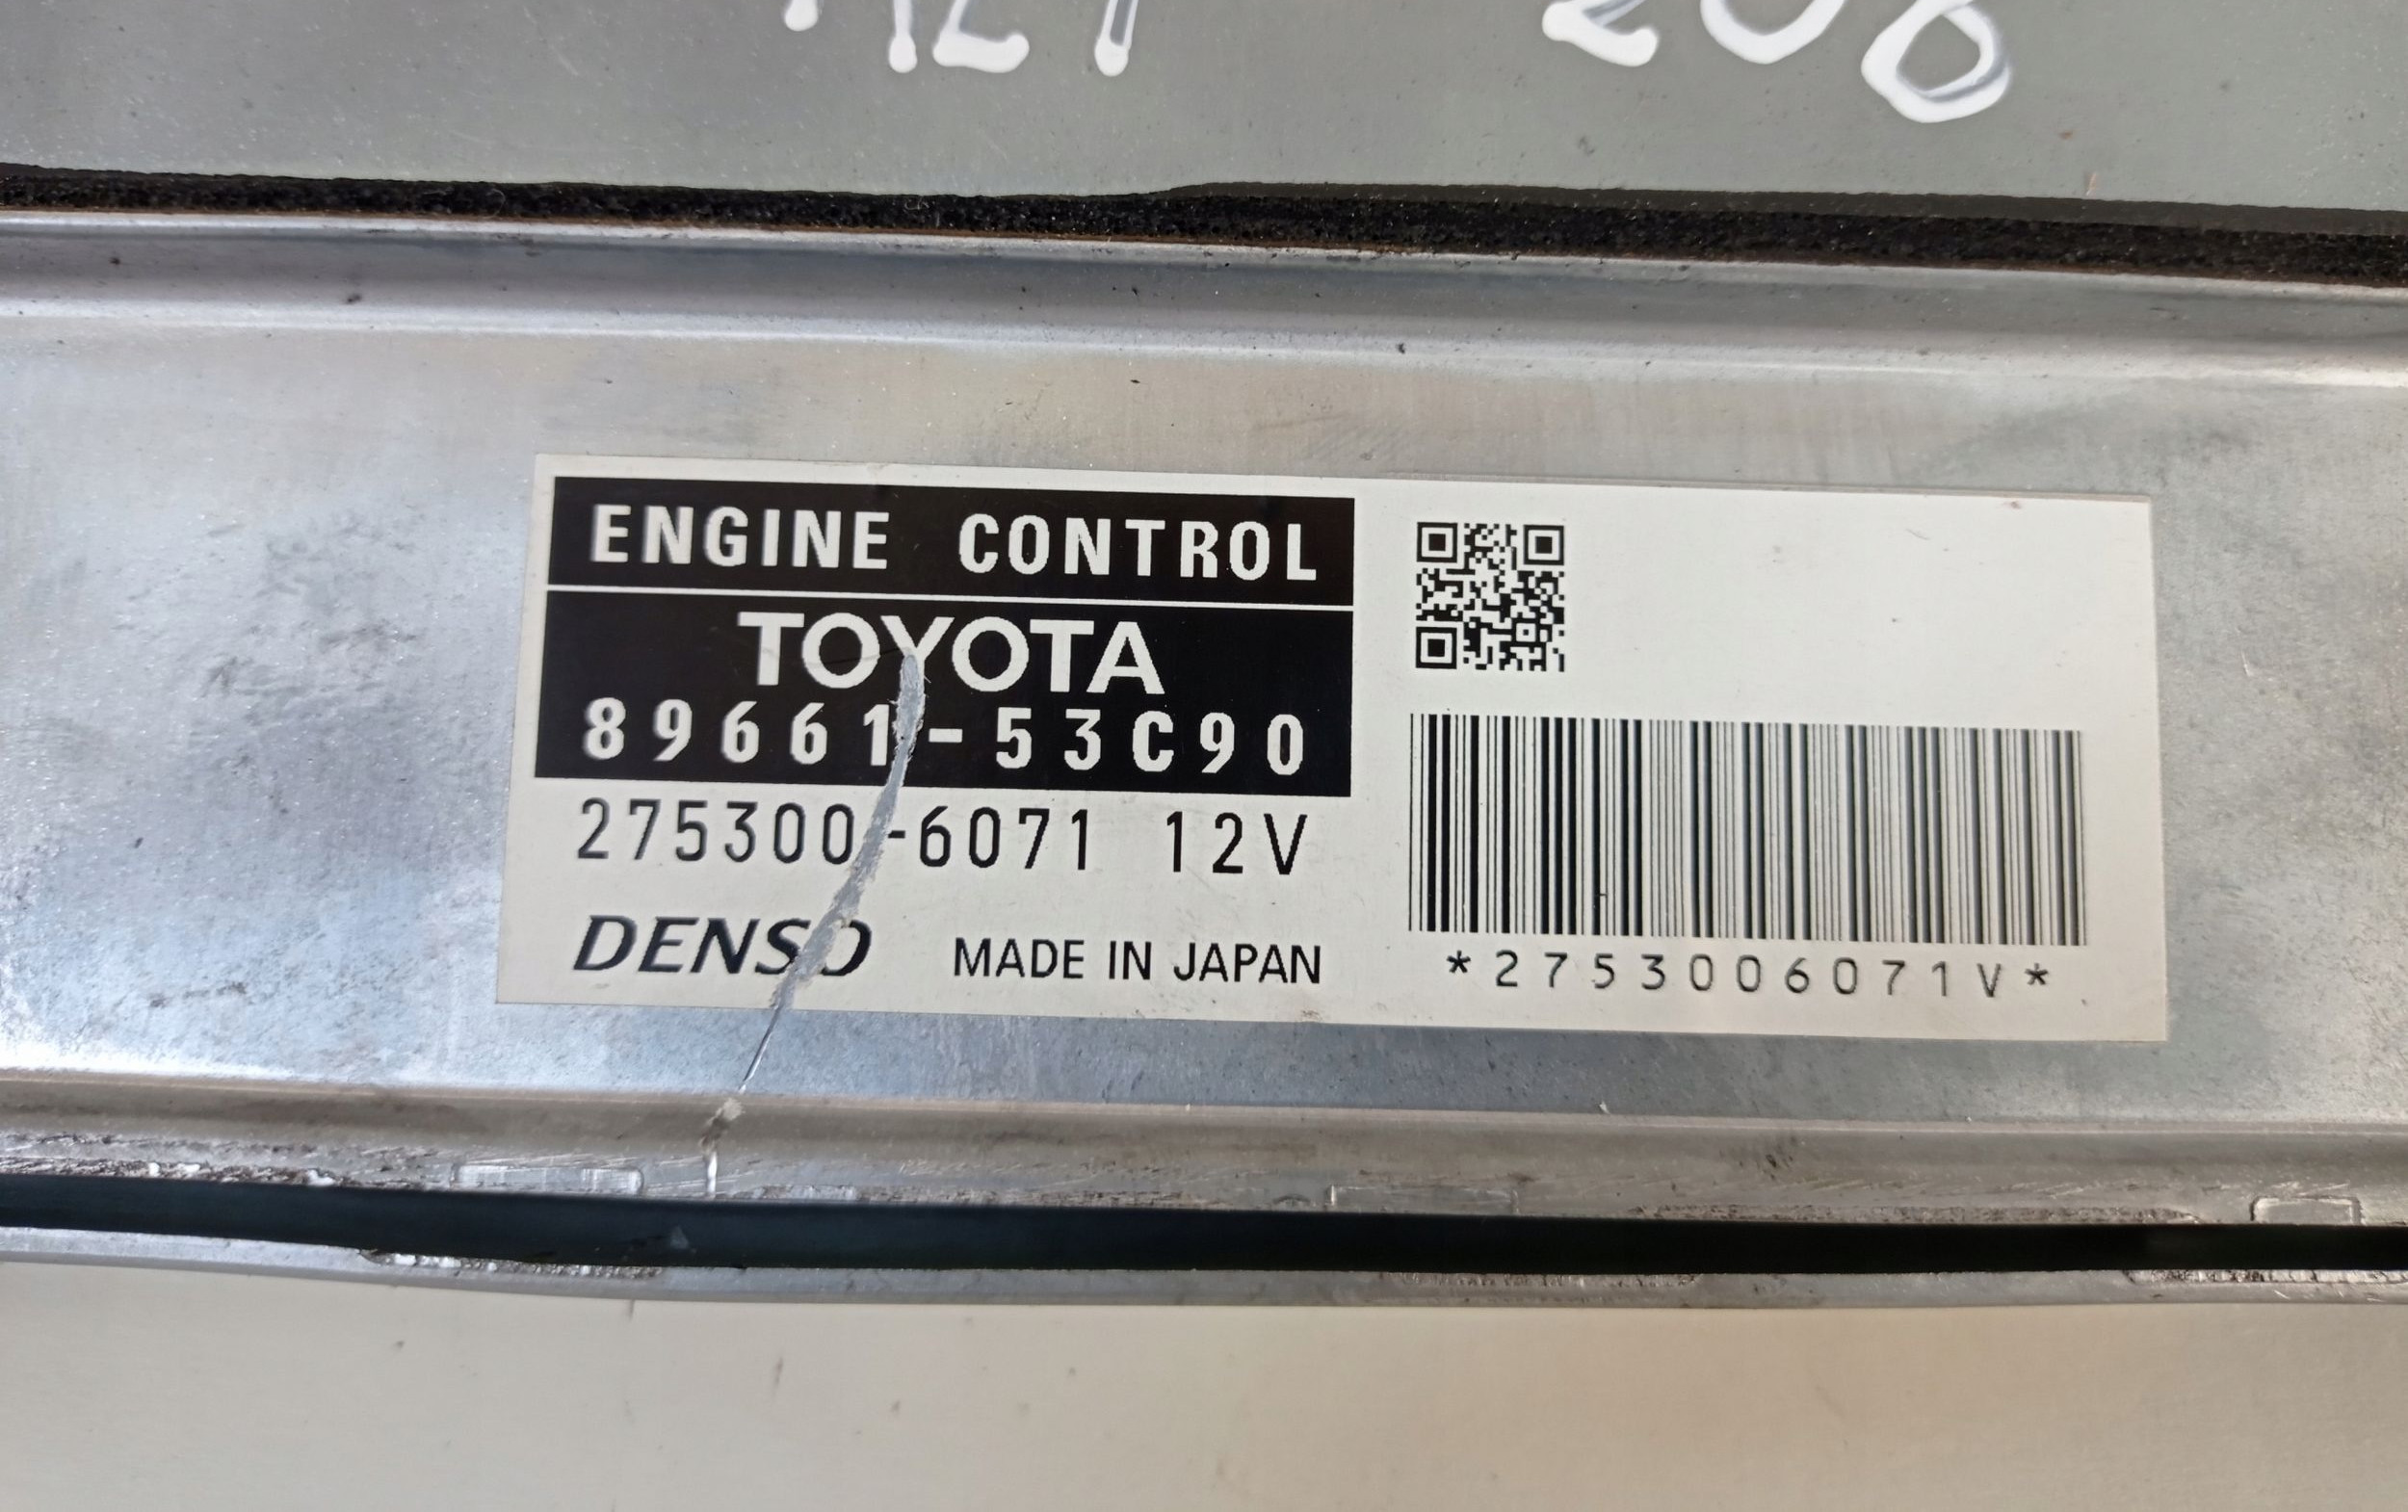 ENGINE CONTROL
TOYOTA
89661-53C90
275300-6071 12V
DENSO MADE IN JAPAN
*2753006071V*